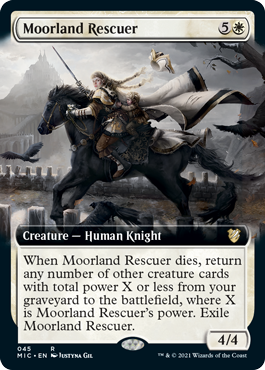 Moorland Rescuer 5
Creature — Human Knight
When Moorland Rescuer dies, return
any number of other creature cards
with total power X or less from your
graveyard to the battlefield, where X
is Moorland Rescuer's power. Exile
Moorland Rescuer.
4/4
045 R
MIC • EN Justyna Gil ™ & © 2021 Wizards of the Coast